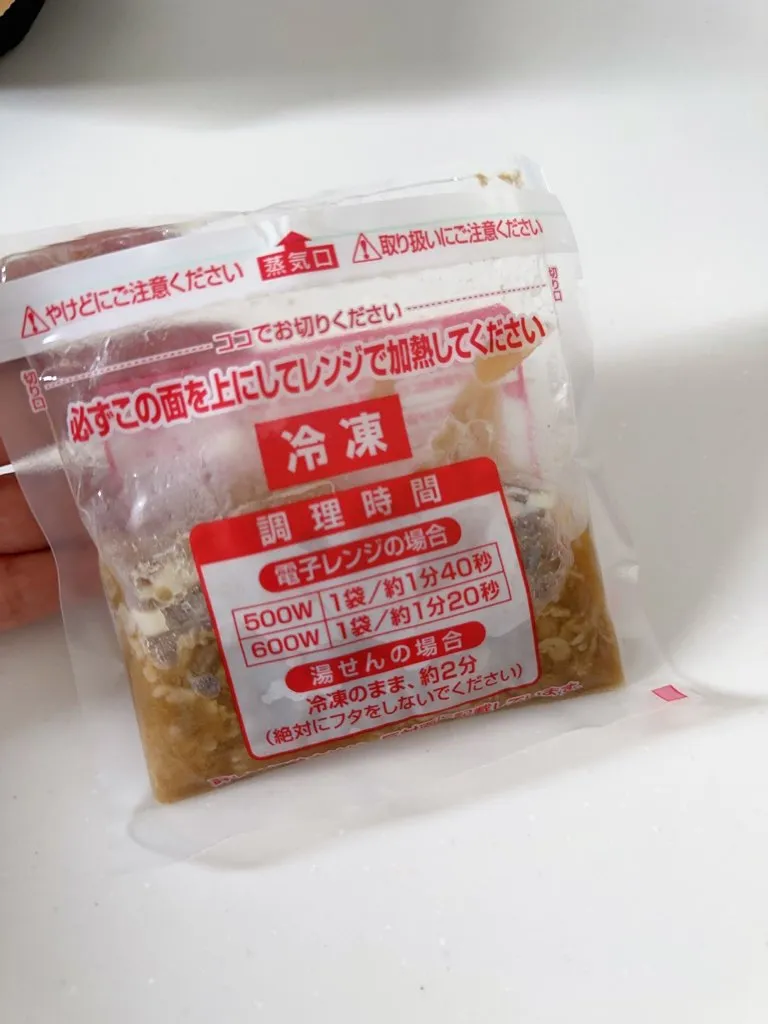 ⚠やけどにご注意ください
蒸気口
⚠取り扱いにご注意ください
切り口
ココでお切りください
切り口
必ずこの面を上にしてレンジで加熱してください
冷凍
調理時間
電子レンジの場合
500W 1袋/約1分40秒
600W 1袋/約1分20秒
湯せんの場合
冷凍のまま、約2分
(絶対にフタをしないでください)